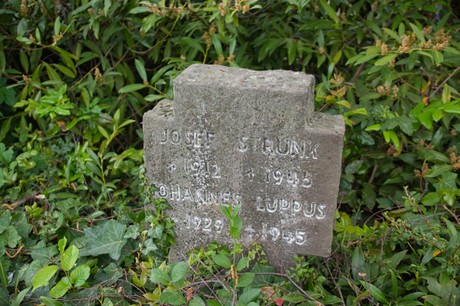 JOSEF STRUNK
* 1912 + 1945
JOHANNES LUPPUS
* 1929 + 1945